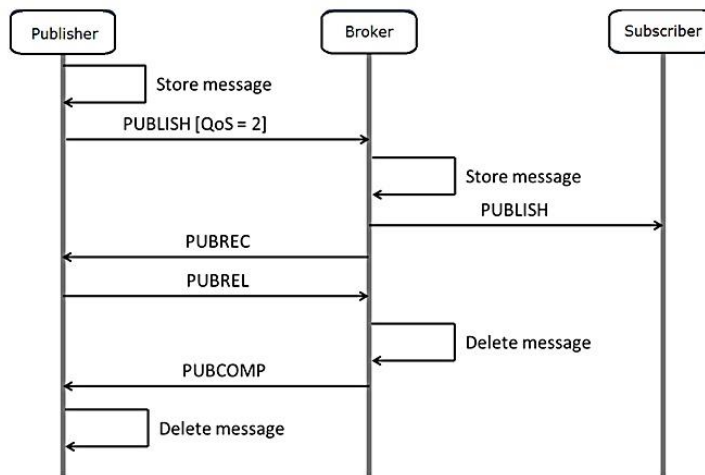 Publisher
Broker
Subscriber
Store message
PUBLISH [QoS = 2]
Store message
PUBLISH
PUBREC
PUBREL
Delete message
PUBCOMP
Delete message